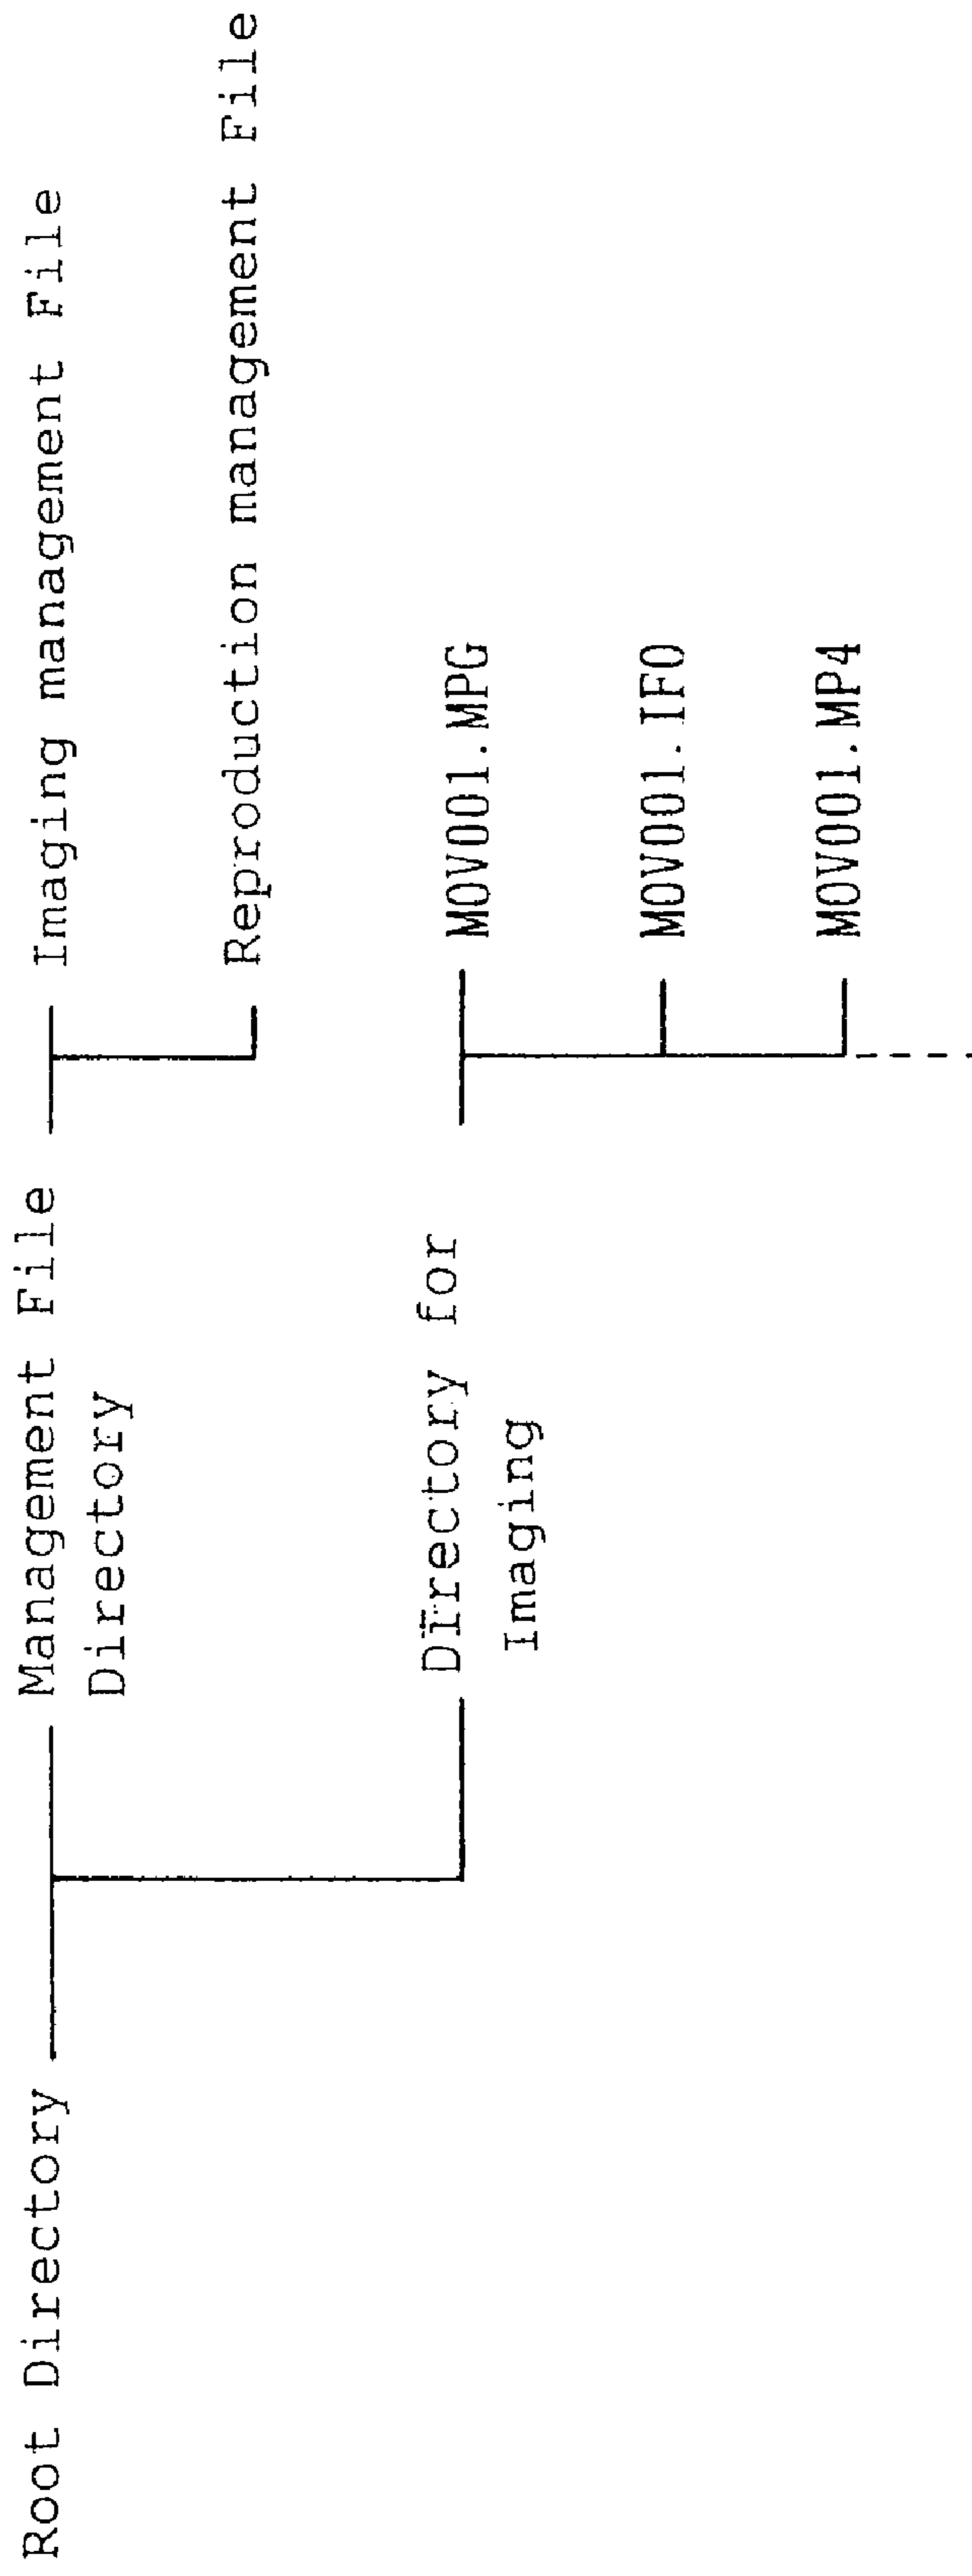 Root Directory
Management File
Directory
Imaging management File
Reproduction management File
Directory for
Imaging
MOV001.MPG
MOV001.IFO
MOV001.MP4